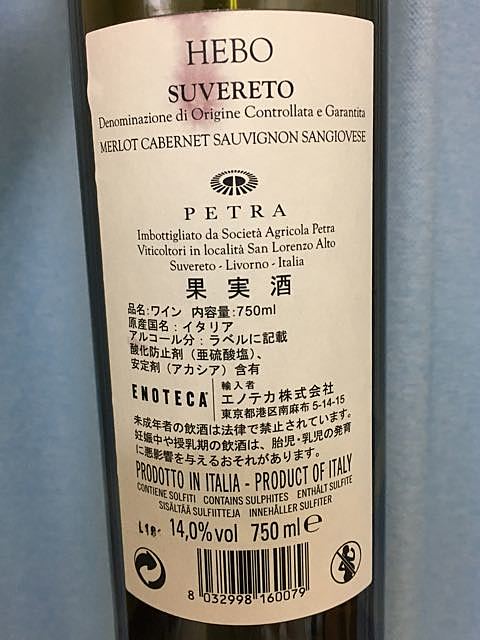 HEBO
SUVERETO
Denominazione di Origine Controllata e Garantita
MERLOT CABERNET SAUVIGNON SANGIOVESE
PETRA
Imbottigliato da Società Agricola Petra
Viticoltori in località San Lorenzo Alto
Suvereto - Livorno - Italia
果実酒
品名:ワイン 内容量:750ml
原産国名：イタリア
アルコール分：ラベルに記載
酸化防止剤（亜硫酸塩）、
安定剤（アカシア）含有
ENOTECA
輸入者
エノテカ株式会社
東京都港区南麻布 5-14-15
未成年者の飲酒は法律で禁止されています。
妊娠中や授乳期の飲酒は、胎児・乳児の発育
に悪影響を与えるおそれがあります。
PRODOTTO IN ITALIA - PRODUCT OF ITALY
CONTIENE SOLFITI CONTAINS SULPHITES ENTHÄLT SULFITE
SISÄLTÄÄ SULFIITTEJA INNEHÅLLER SULFITER
14,0%vol 750 ml e
8 032998 160079